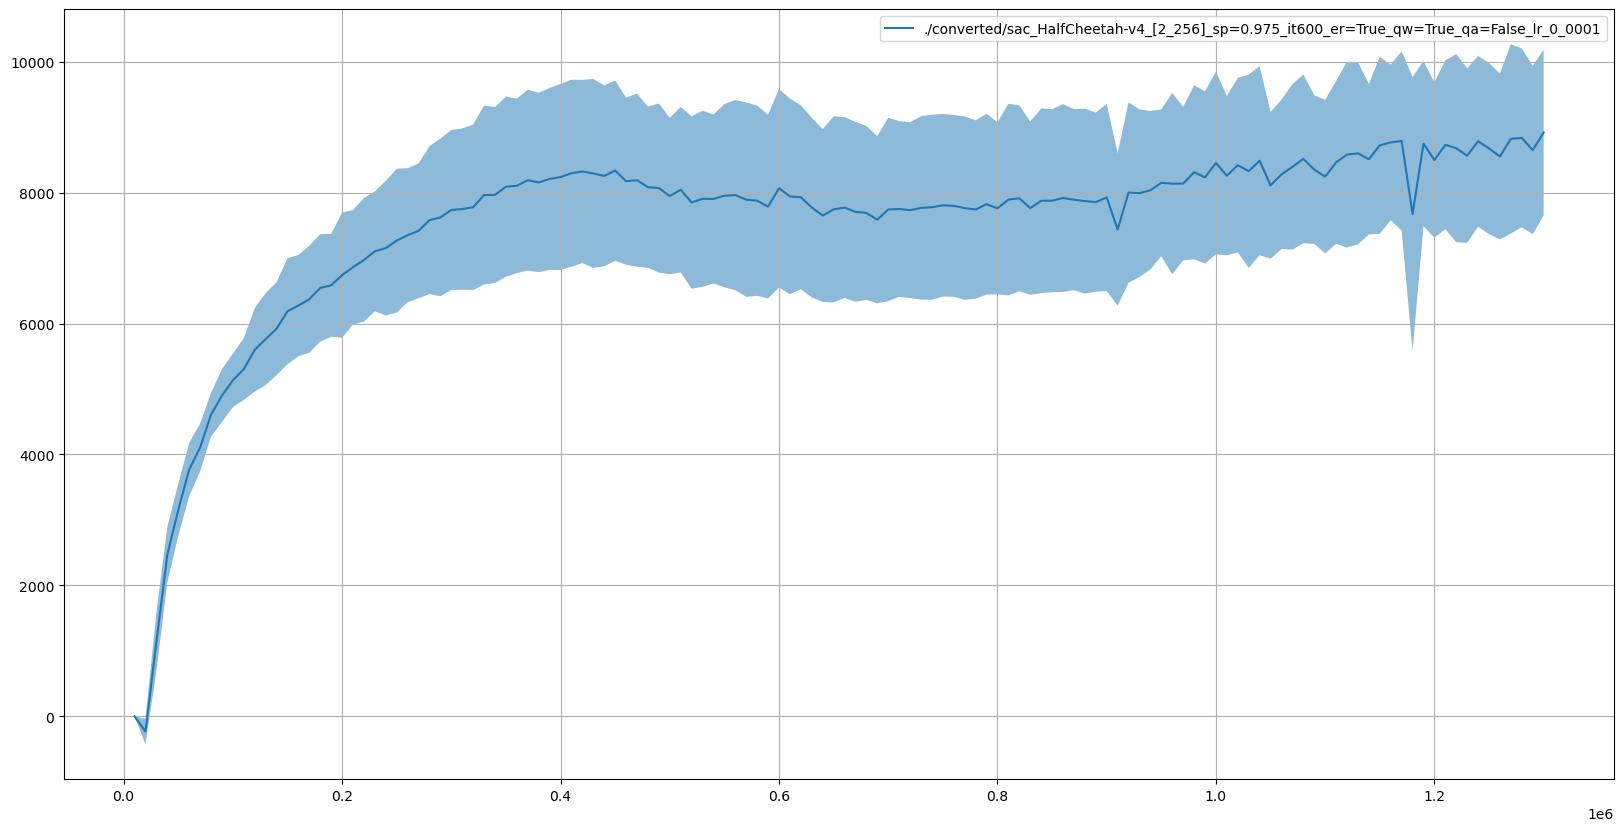 ./converted/sac_HalfCheetah-v4_[2_256]_sp=0.975_it600_er=True_qw=True_qa=False_lr_0_0001
10000
8000
6000
4000
2000
0
0.0 0.2 0.4 0.6 0.8 1.0 1.2
1e6